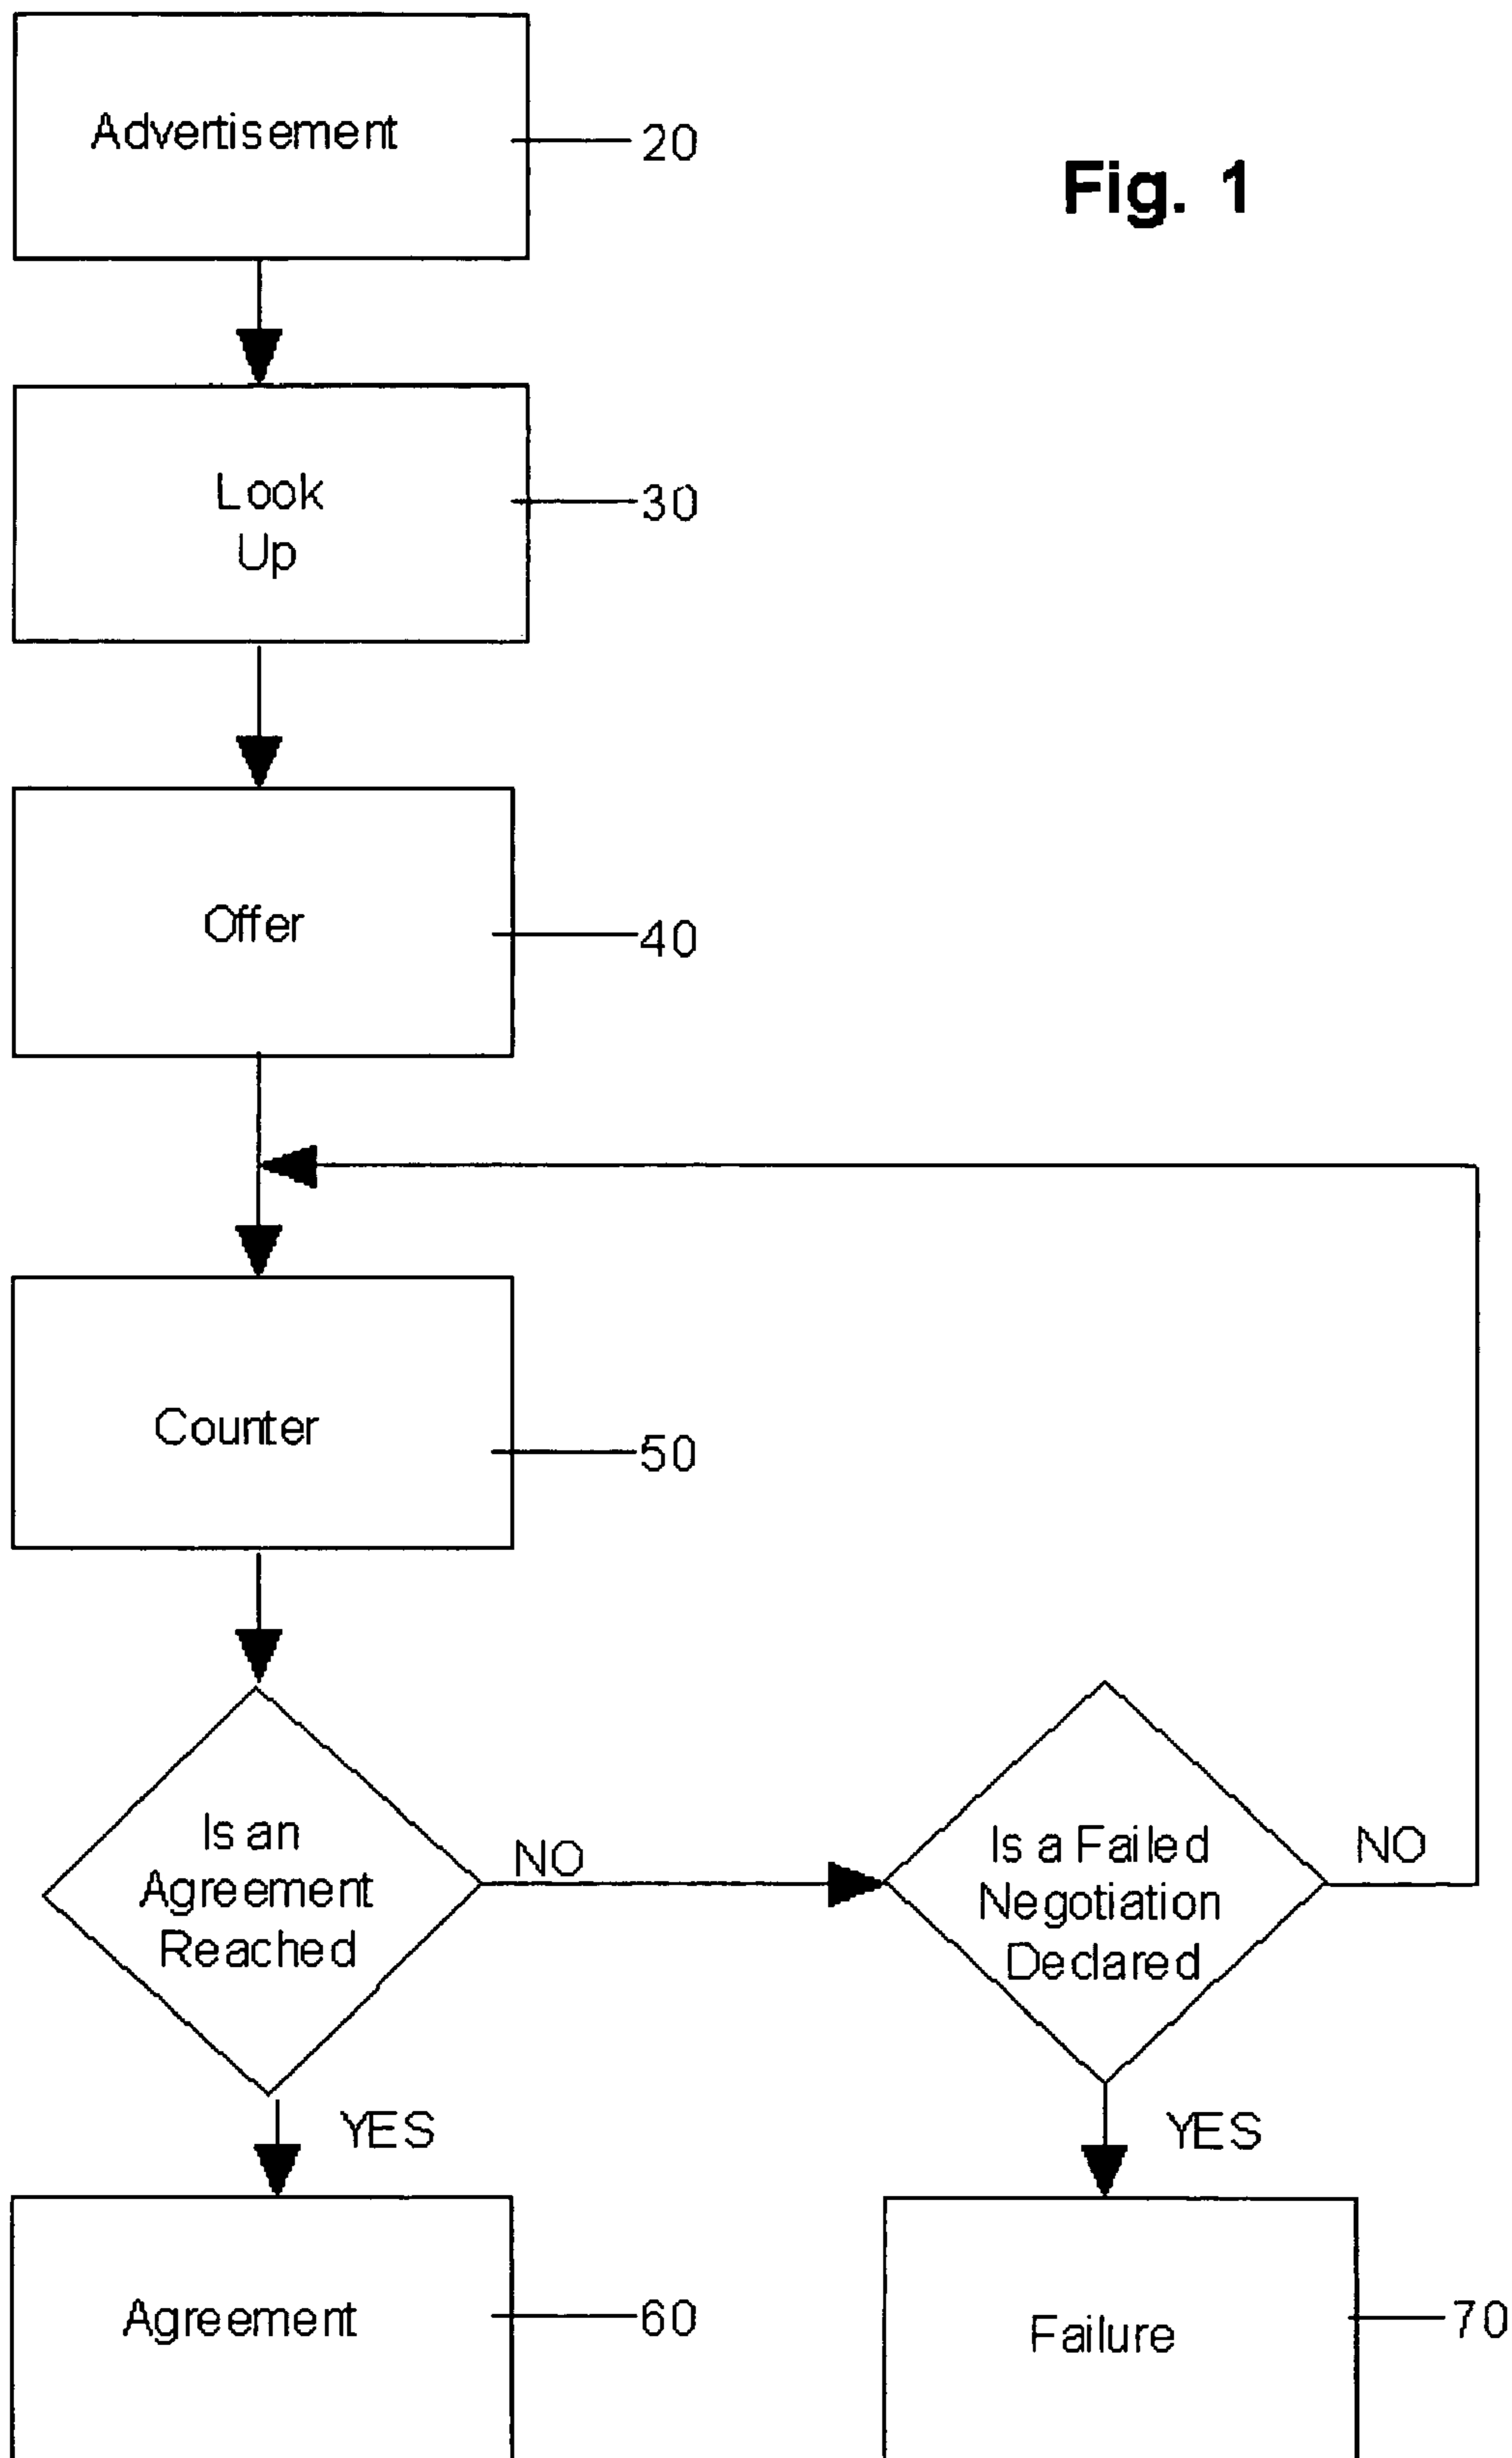 Advertisement
20
Fig. 1
Look
Up
30
Offer
40
Counter
50
Is an
Agreement
Reached
NO
Is a Failed
Negotiation
Declared
NO
YES
YES
Agreement
60
Failure
70